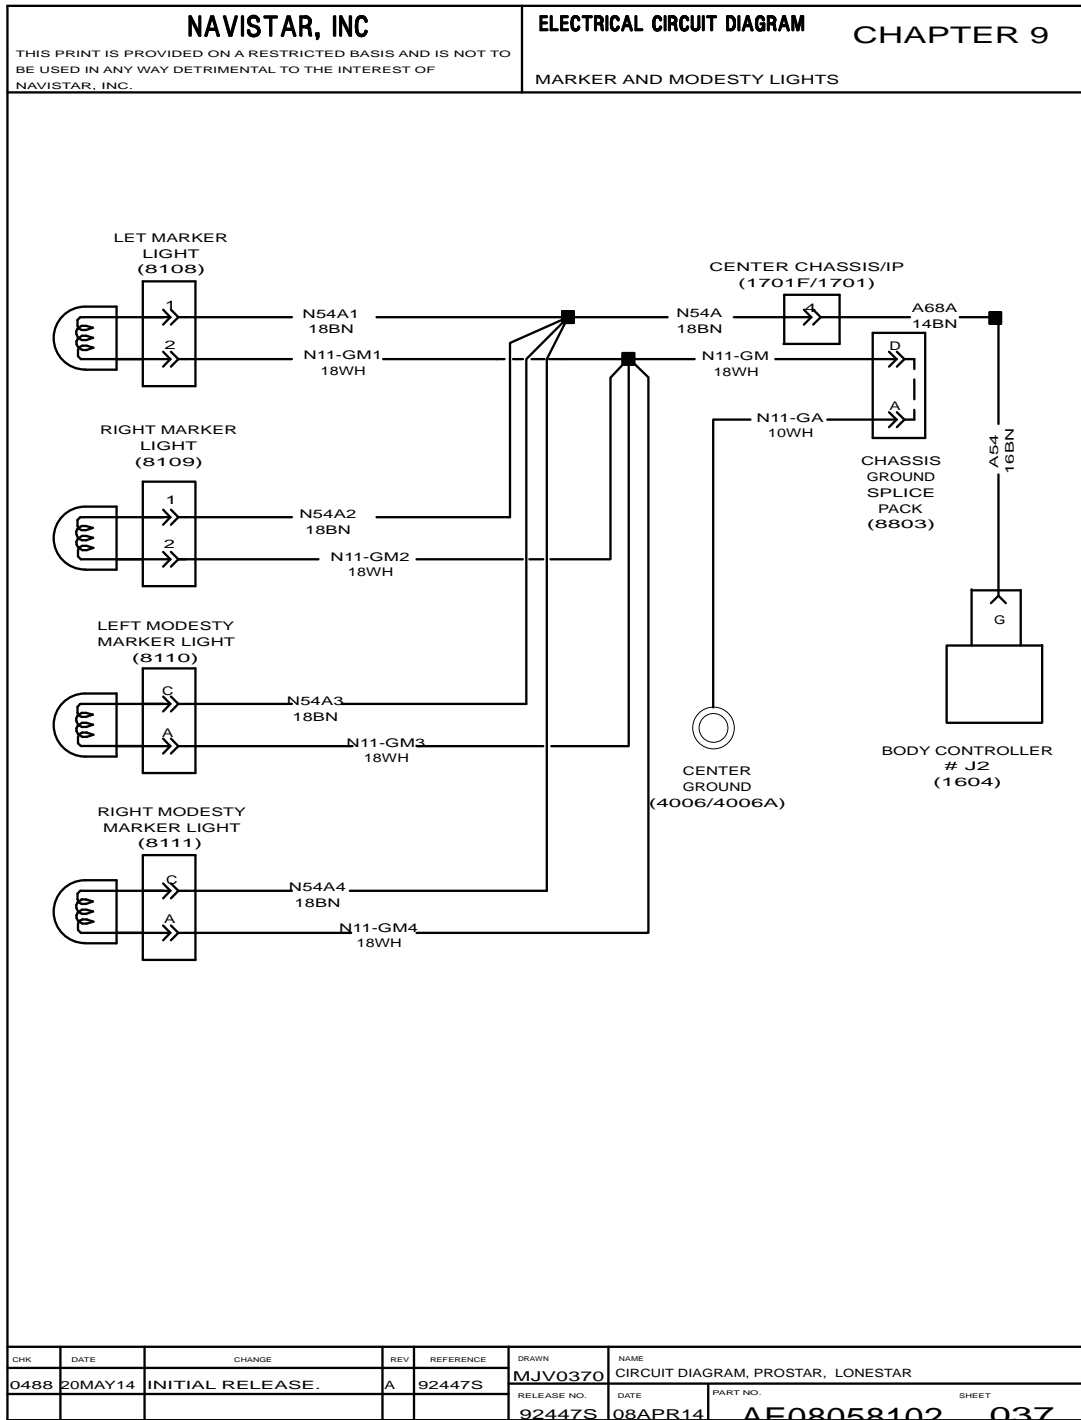 NAVISTAR, INC
THIS PRINT IS PROVIDED ON A RESTRICTED BASIS AND IS NOT TO
BE USED IN ANY WAY DETRIMENTAL TO THE INTEREST OF
NAVISTAR, INC.
ELECTRICAL CIRCUIT DIAGRAM
CHAPTER 9
MARKER AND MODESTY LIGHTS
LET MARKER
LIGHT
(8108)
1
2
N54A1
18BN
N11-GM1
18WH
CENTER CHASSIS/IP
(1701F/1701)
N54A
18BN
4
A68A
14BN
N11-GM
18WH
D
N11-GA
10WH
A
CHASSIS
GROUND
SPLICE
PACK
(8803)
A54
16BN
RIGHT MARKER
LIGHT
(8109)
1
2
N54A2
18BN
N11-GM2
18WH
G
LEFT MODESTY
MARKER LIGHT
(8110)
C
A
N54A3
18BN
N11-GM3
18WH
CENTER
GROUND
(4006/4006A)
BODY CONTROLLER
# J2
(1604)
RIGHT MODESTY
MARKER LIGHT
(8111)
C
A
N54A4
18BN
N11-GM4
18WH
CHK DATE CHANGE REV REFERENCE
0488 20MAY14 INITIAL RELEASE. A 92447S
DRAWN
MJV0370
NAME
CIRCUIT DIAGRAM, PROSTAR, LONESTAR
RELEASE NO.
92447S
DATE
08APR14
PART NO.
AE08058102
SHEET
037